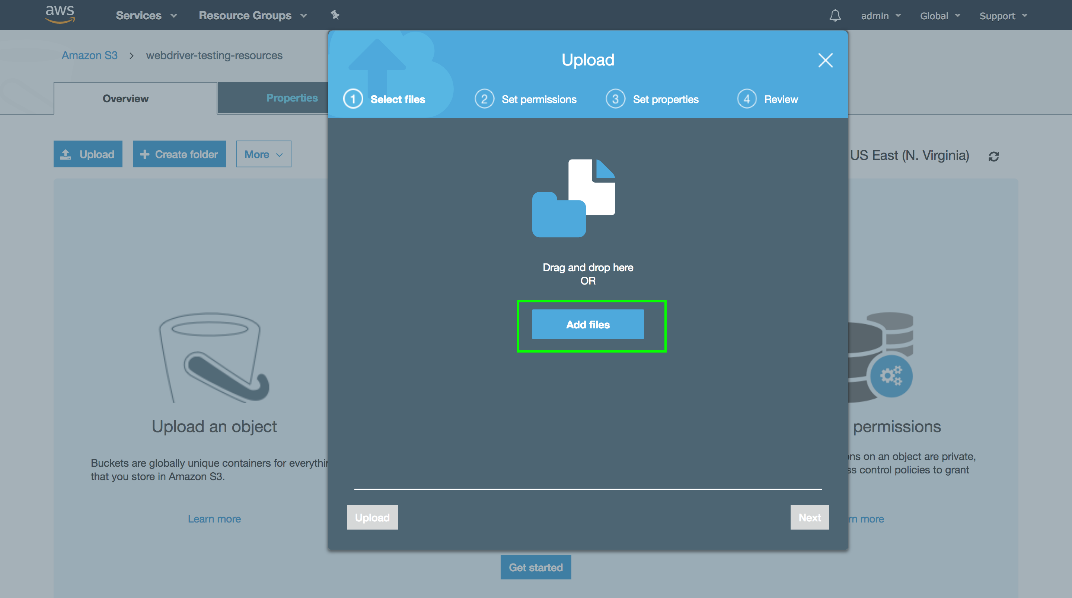 aws
Services
Resource Groups
admin
Global
Support
Amazon S3 > webdriver-testing-resources
Overview
Properties
Upload
+ Create folder
More
US East (N. Virginia)
Upload
1 Select files
2 Set permissions
3 Set properties
4 Review
Drag and drop here
OR
Add files
Upload
Next
Upload an object
Buckets are globally unique containers for everythin
that you store in Amazon S3.
Learn more
permissions
ons on an object are private,
ss control policies to grant
rn more
Get started